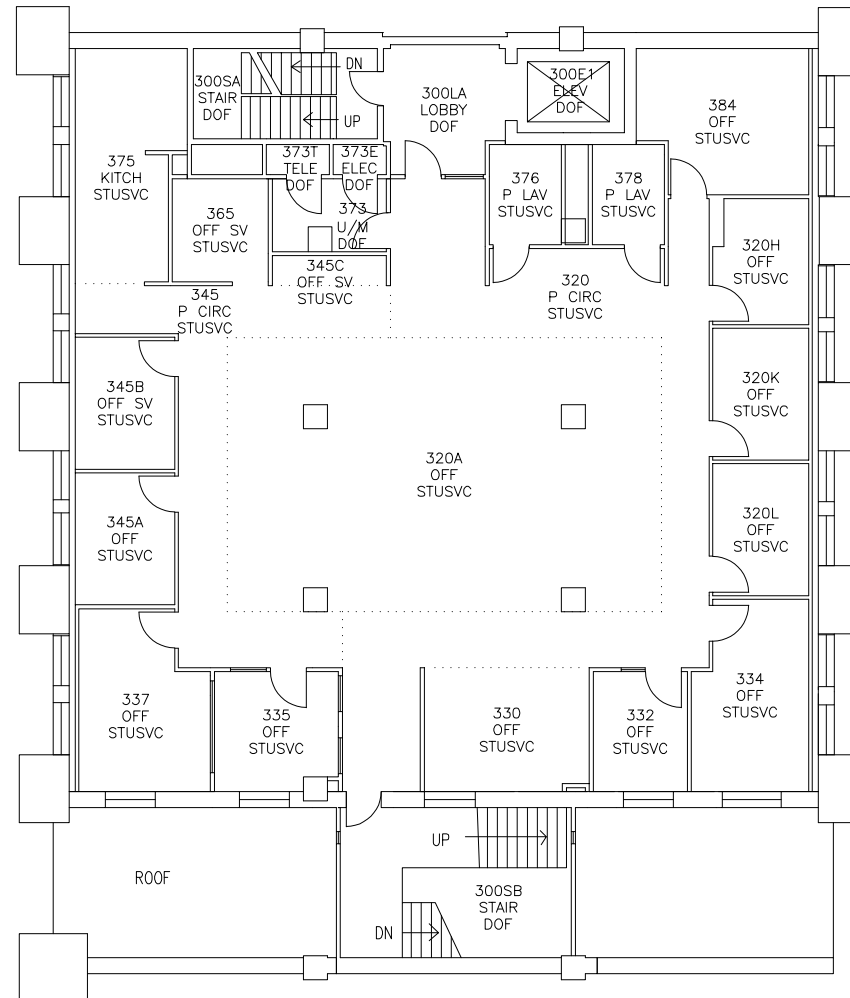 DN
300SA
STAIR
DOF
UP
300LA
LOBBY
DOF
300E1
ELEV
DOF
384
OFF
STUSVC
375
KITCH
STUSVC
373T
TELE
DOF
373E
ELEC
DOF
376
P LAV
STUSVC
378
P LAV
STUSVC
365
OFF SV
STUSVC
373
U/M
DOF
320H
OFF
STUSVC
345C
OFF SV
STUSVC
345
P CIRC
STUSVC
320
P CIRC
STUSVC
345B
OFF SV
STUSVC
320K
OFF
STUSVC
320A
OFF
STUSVC
345A
OFF
STUSVC
320L
OFF
STUSVC
337
OFF
STUSVC
335
OFF
STUSVC
330
OFF
STUSVC
332
OFF
STUSVC
334
OFF
STUSVC
UP
ROOF
300SB
STAIR
DOF
DN